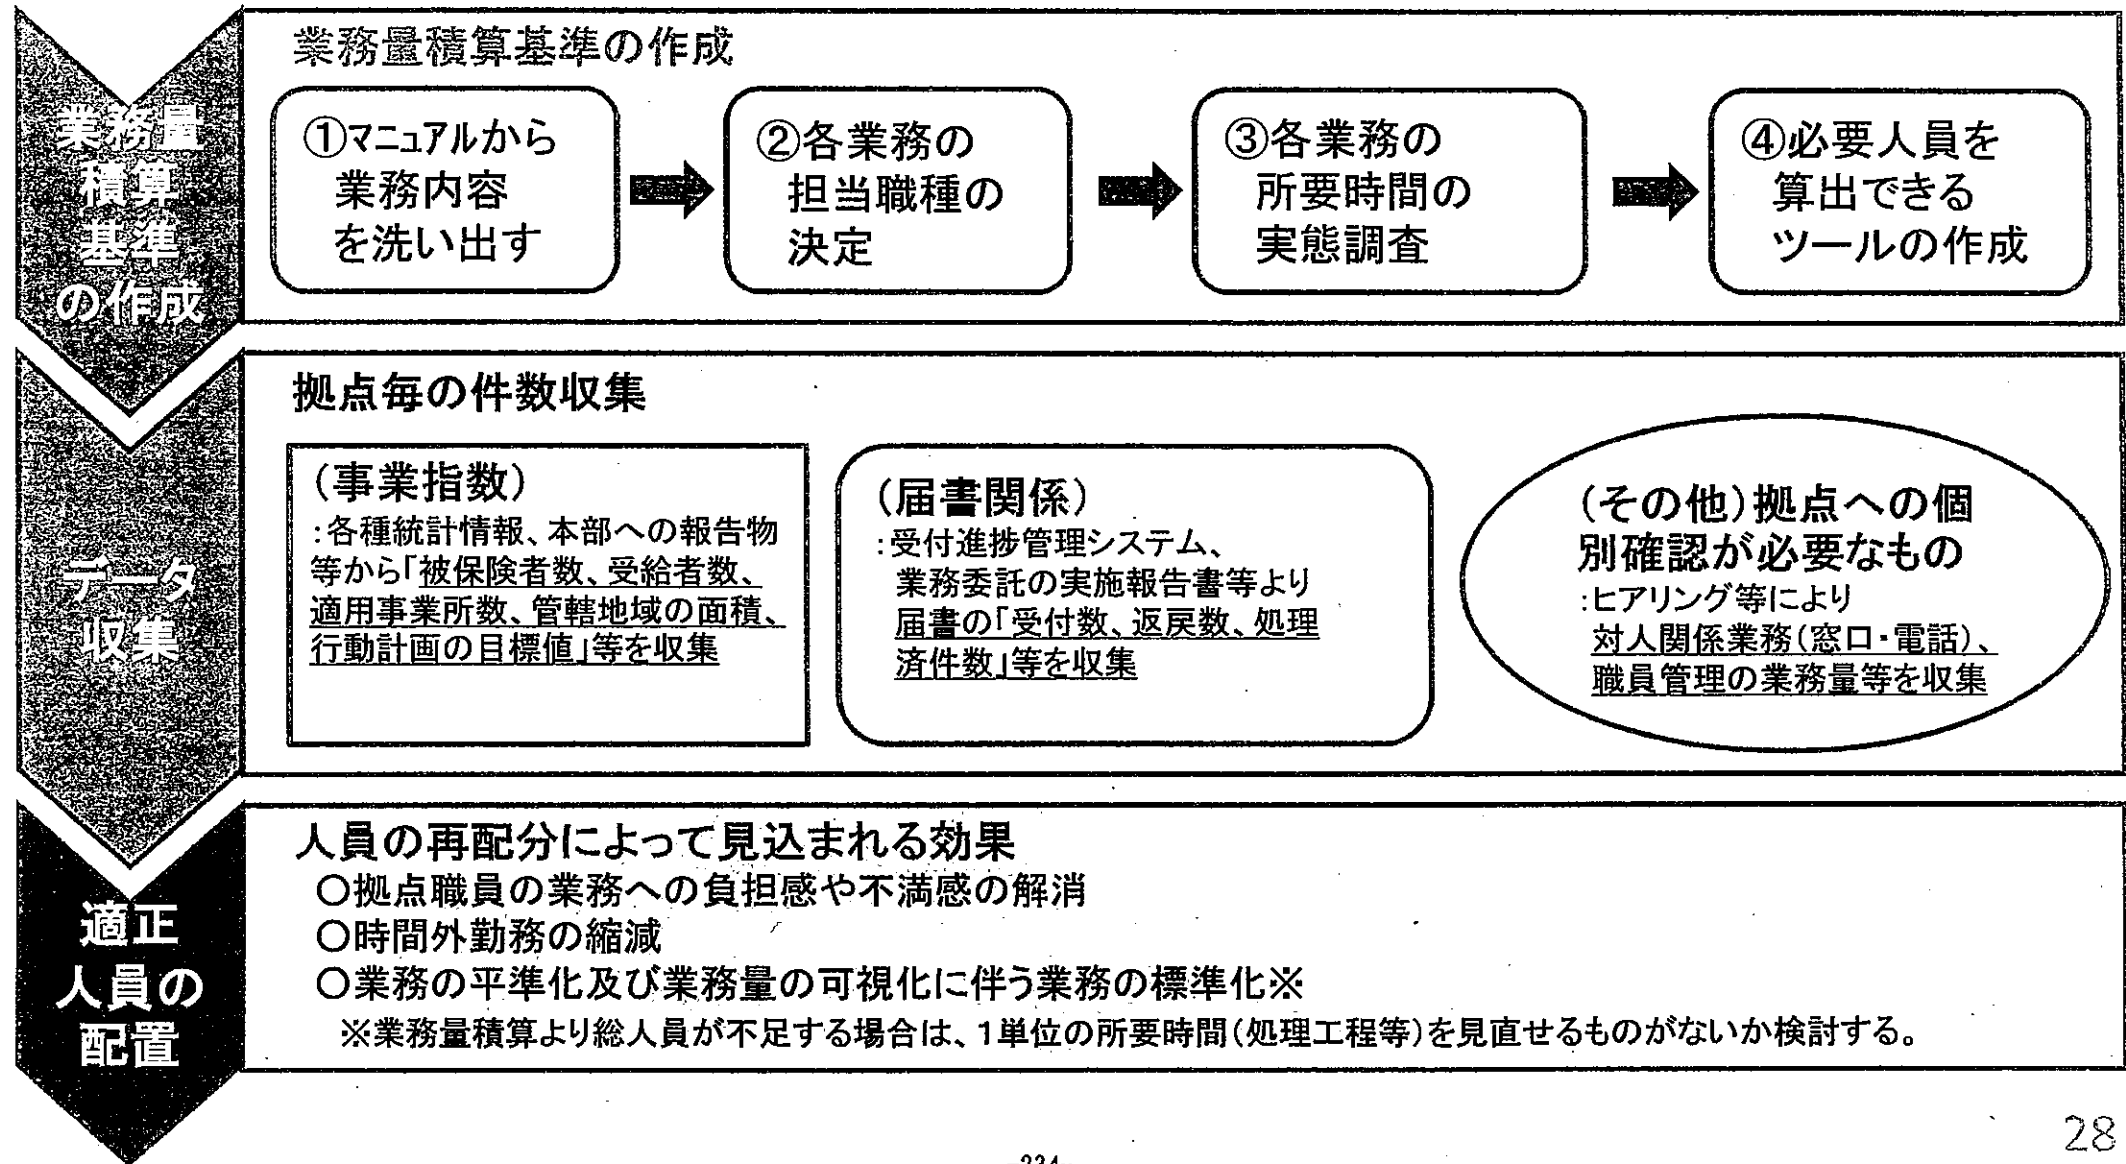 業務量
積算
基準
の作成
業務量積算基準の作成
①マニュアルから
業務内容
を洗い出す
②各業務の
担当職種の
決定
③各業務の
所要時間の
実態調査
④必要人員を
算出できる
ツールの作成
データ
収集
拠点毎の件数収集
(事業指数)
:各種統計情報、本部への報告物
等から「被保険者数、受給者数、
適用事業所数、管轄地域の面積、
行動計画の目標値」等を収集
(届書関係)
:受付進捗管理システム、
業務委託の実施報告書等より
届書の「受付数、返戻数、処理
済件数」等を収集
(その他)拠点への個
別確認が必要なもの
:ヒアリング等により
対人関係業務(窓口・電話)、
職員管理の業務量等を収集
適正
人員の
配置
人員の再配分によって見込まれる効果
○拠点職員の業務への負担感や不満感の解消
○時間外勤務の縮減
○業務の平準化及び業務量の可視化に伴う業務の標準化※
※業務量積算より総人員が不足する場合は、1単位の所要時間(処理工程等)を見直せるものがないか検討する。
28
-234-